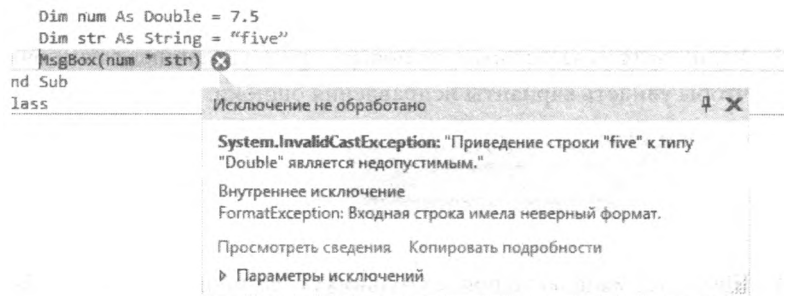 Dim num As Double = 7.5
Dim str As String = “five”
MsgBox(num * str)
nd Sub
lass
Исключение не обработано
System.InvalidCastException: "Приведение строки "five" к типу
"Double" является недопустимым."
Внутреннее исключение
FormatException: Входная строка имела неверный формат.
Просмотреть сведения Копировать подробности
Параметры исключений